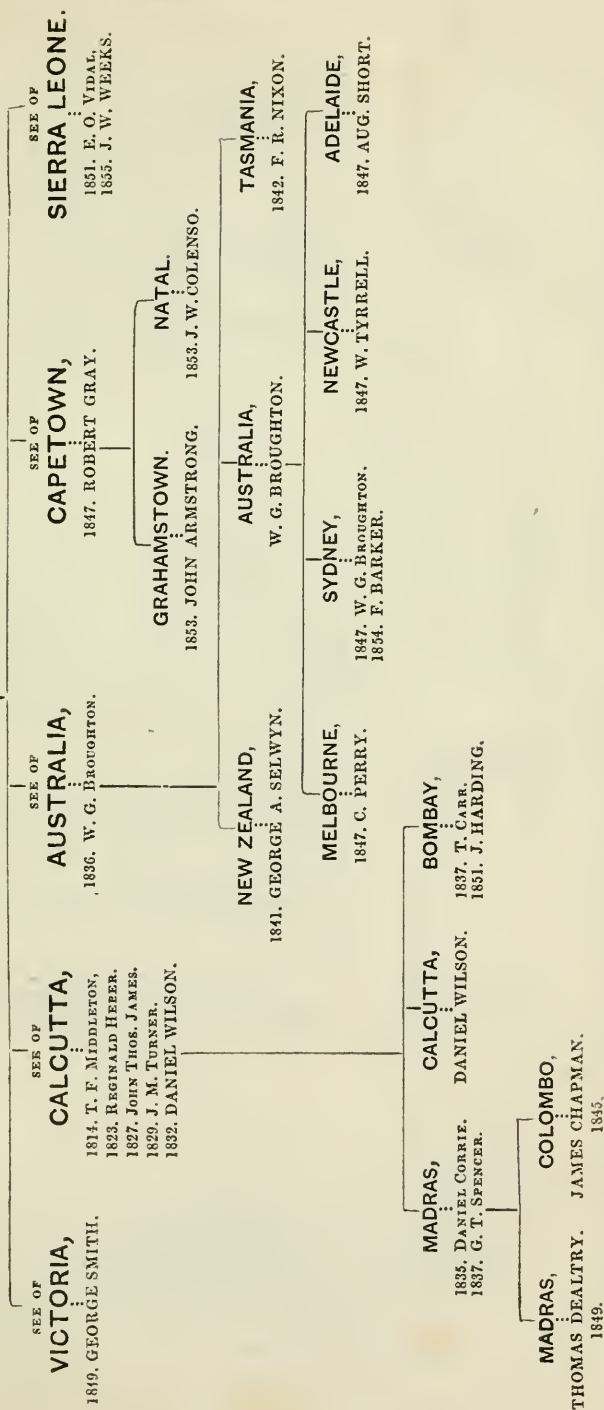 SEE OF
VICTORIA,
1849. GEORGE SMITH.
SEE OF
CALCUTTA,
1814. T. F. MIDDLETON,
1823. REGINALD HEBER.
1827. JOHN THOS. JAMES.
1829. J. M. TURNER.
1832. DANIEL WILSON.
SEE OF
AUSTRALIA,
1836. W. G. BROUGHTON.
SEE OF
CAPETOWN,
1847. ROBERT GRAY.
SEE OF
SIERRA LEONE.
1851. E. O. VIDAL,
1855. J. W. WEEKS.
GRAHAMSTOWN.
1853. JOHN ARMSTRONG.
NATAL.
1853. J. W. COLENSO.
NEW ZEALAND,
1841. GEORGE A. SELWYN.
AUSTRALIA,
W. G. BROUGHTON.
TASMANIA,
1842. F. R. NIXON.
MELBOURNE,
1847. C. PERRY.
SYDNEY,
1847. W. G. BROUGHTON.
1854. F. BARKER.
NEWCASTLE,
1847. W. TYRRELL.
ADELAIDE,
1847. AUG. SHORT.
MADRAS,
1835. DANIEL CORRIE.
1837. G. T. SPENCER.
CALCUTTA,
DANIEL WILSON.
BOMBAY,
1837. T. CARR.
1851. J. HARDING.
MADRAS,
THOMAS DEALTRY.
1849.
COLOMBO,
JAMES CHAPMAN.
1845.